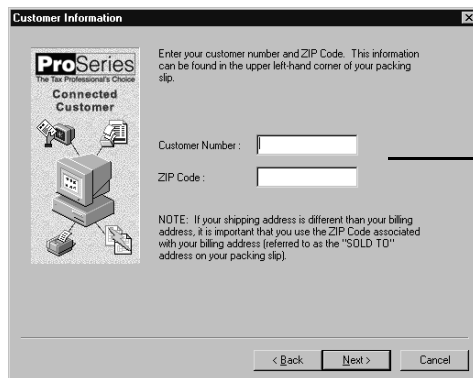 Customer Information
ProSeries
The Tax Professional's Choice
Connected
Customer
Enter your customer number and ZIP Code. This information
can be found in the upper left-hand corner of your packing
slip.
Customer Number :
ZIP Code :
NOTE: If your shipping address is different than your billing
address, it is important that you use the ZIP Code associated
with your billing address (referred to as the "SOLD TO"
address on your packing slip).
< Back
Next >
Cancel